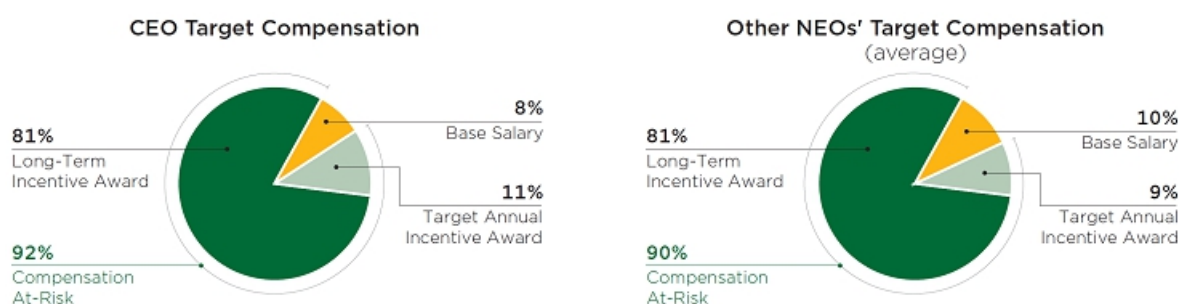 CEO Target Compensation
8%
Base Salary
81%
Long-Term
Incentive Award
11%
Target Annual
Incentive Award
92%
Compensation
At-Risk
Other NEOs' Target Compensation
(average)
10%
Base Salary
81%
Long-Term
Incentive Award
9%
Target Annual
Incentive Award
90%
Compensation
At-Risk